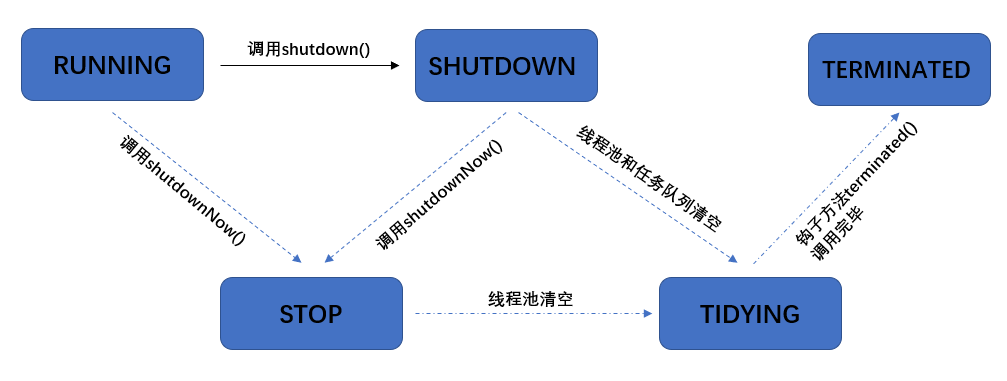 RUNNING
调用shutdown()
SHUTDOWN
TERMINATED
调用shutdownNow()
调用shutdownNow()
线程池和任务队列清空
钩子方法terminated()
调用完毕
STOP
线程池清空
TIDYING